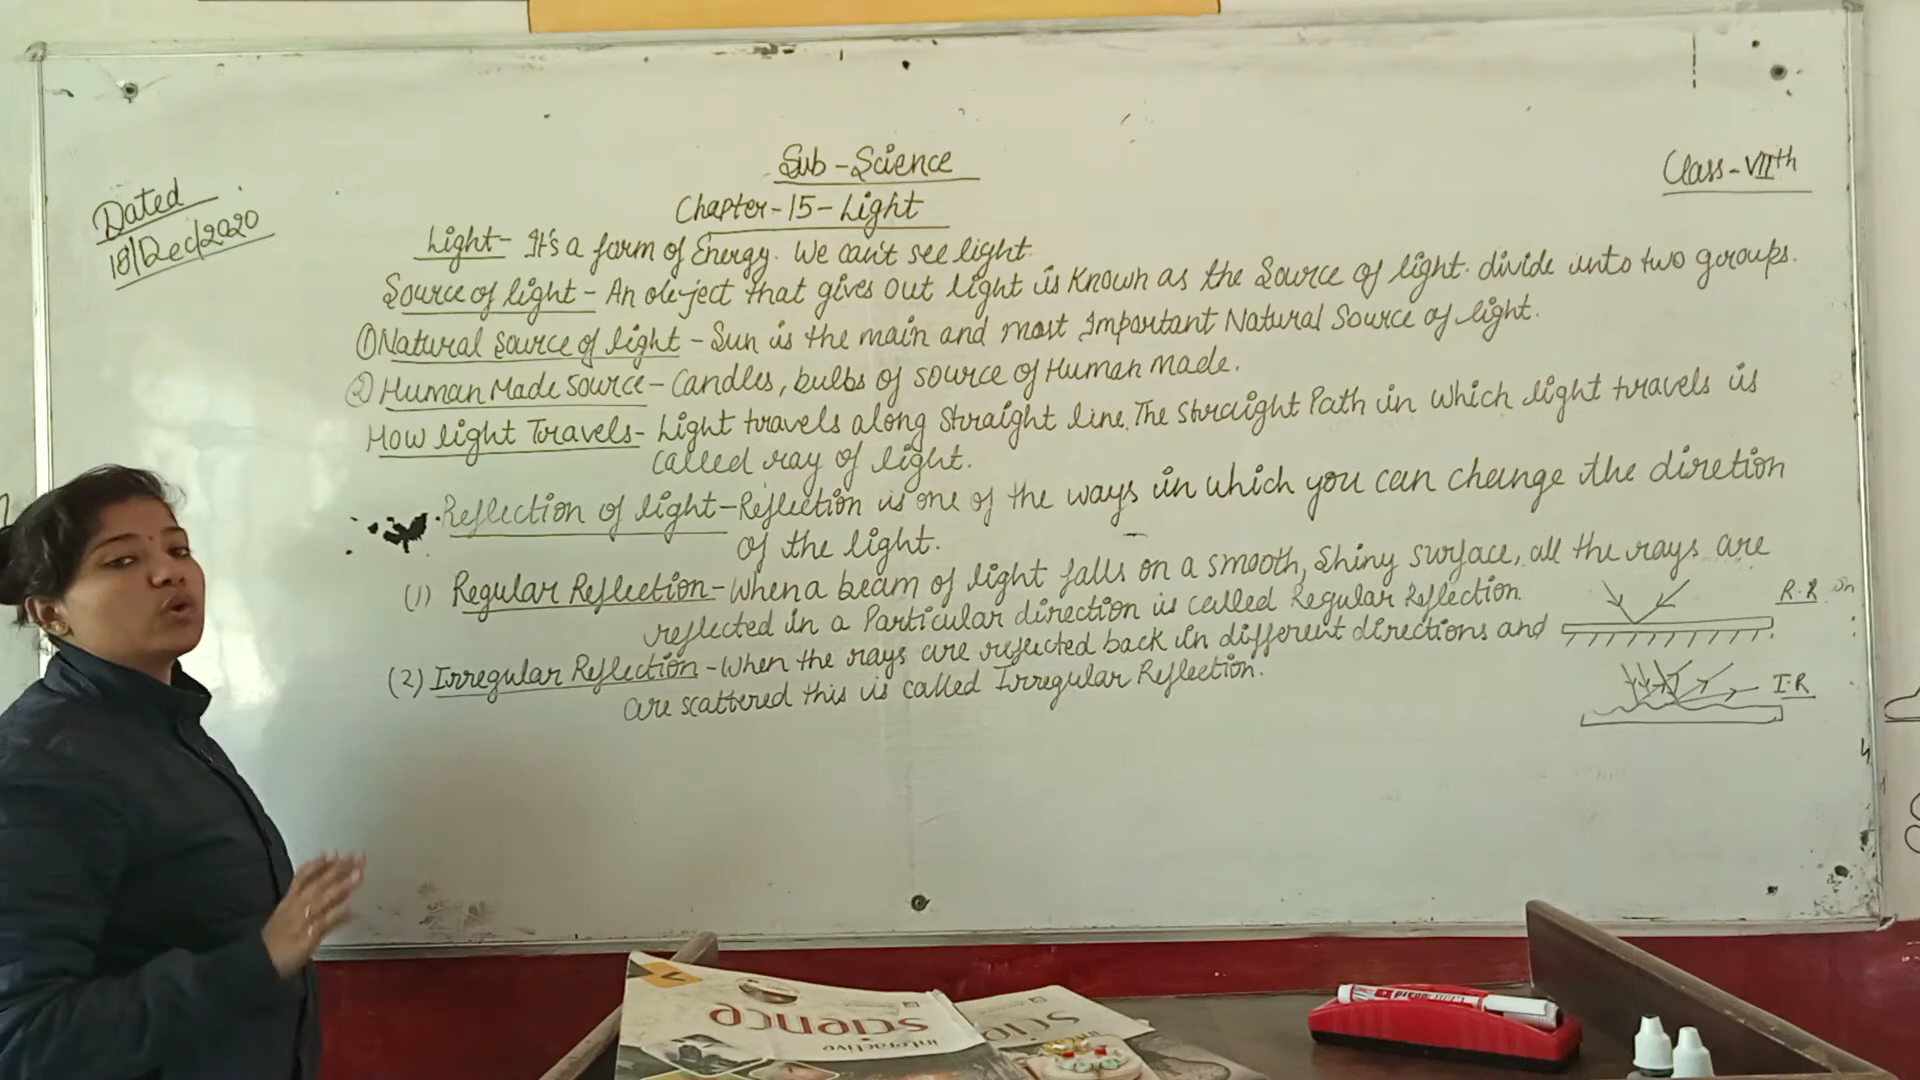 Sub-Science
Class-VIIth
Dated
18/Dec/2020
Chapter-15-Light
Light- It's a form of Energy. We can't see light.
Source of light - An object that gives out light is Known as the Source of light. divide into two groups.
① Natural Source of light - Sun is the main and most Important Natural Source of light.
② Human Made Source - Candles, bulbs of source of Human made.
How light Travels - Light travels along Straight line. The Straight Path in which light travels is
called ray of light.
Reflection of light - Reflection is one of the ways in which you can change the diretion
of the light.
(1) Regular Reflection - When a beam of light falls on a smooth, Shiny surface, all the rays are
reflected in a Particular direction is called Regular Reflection.
R.R
(2) Irregular Reflection - When the rays are reflected back in different directions and
are scattered this is called Irregular Reflection.
I.R
science
interactive